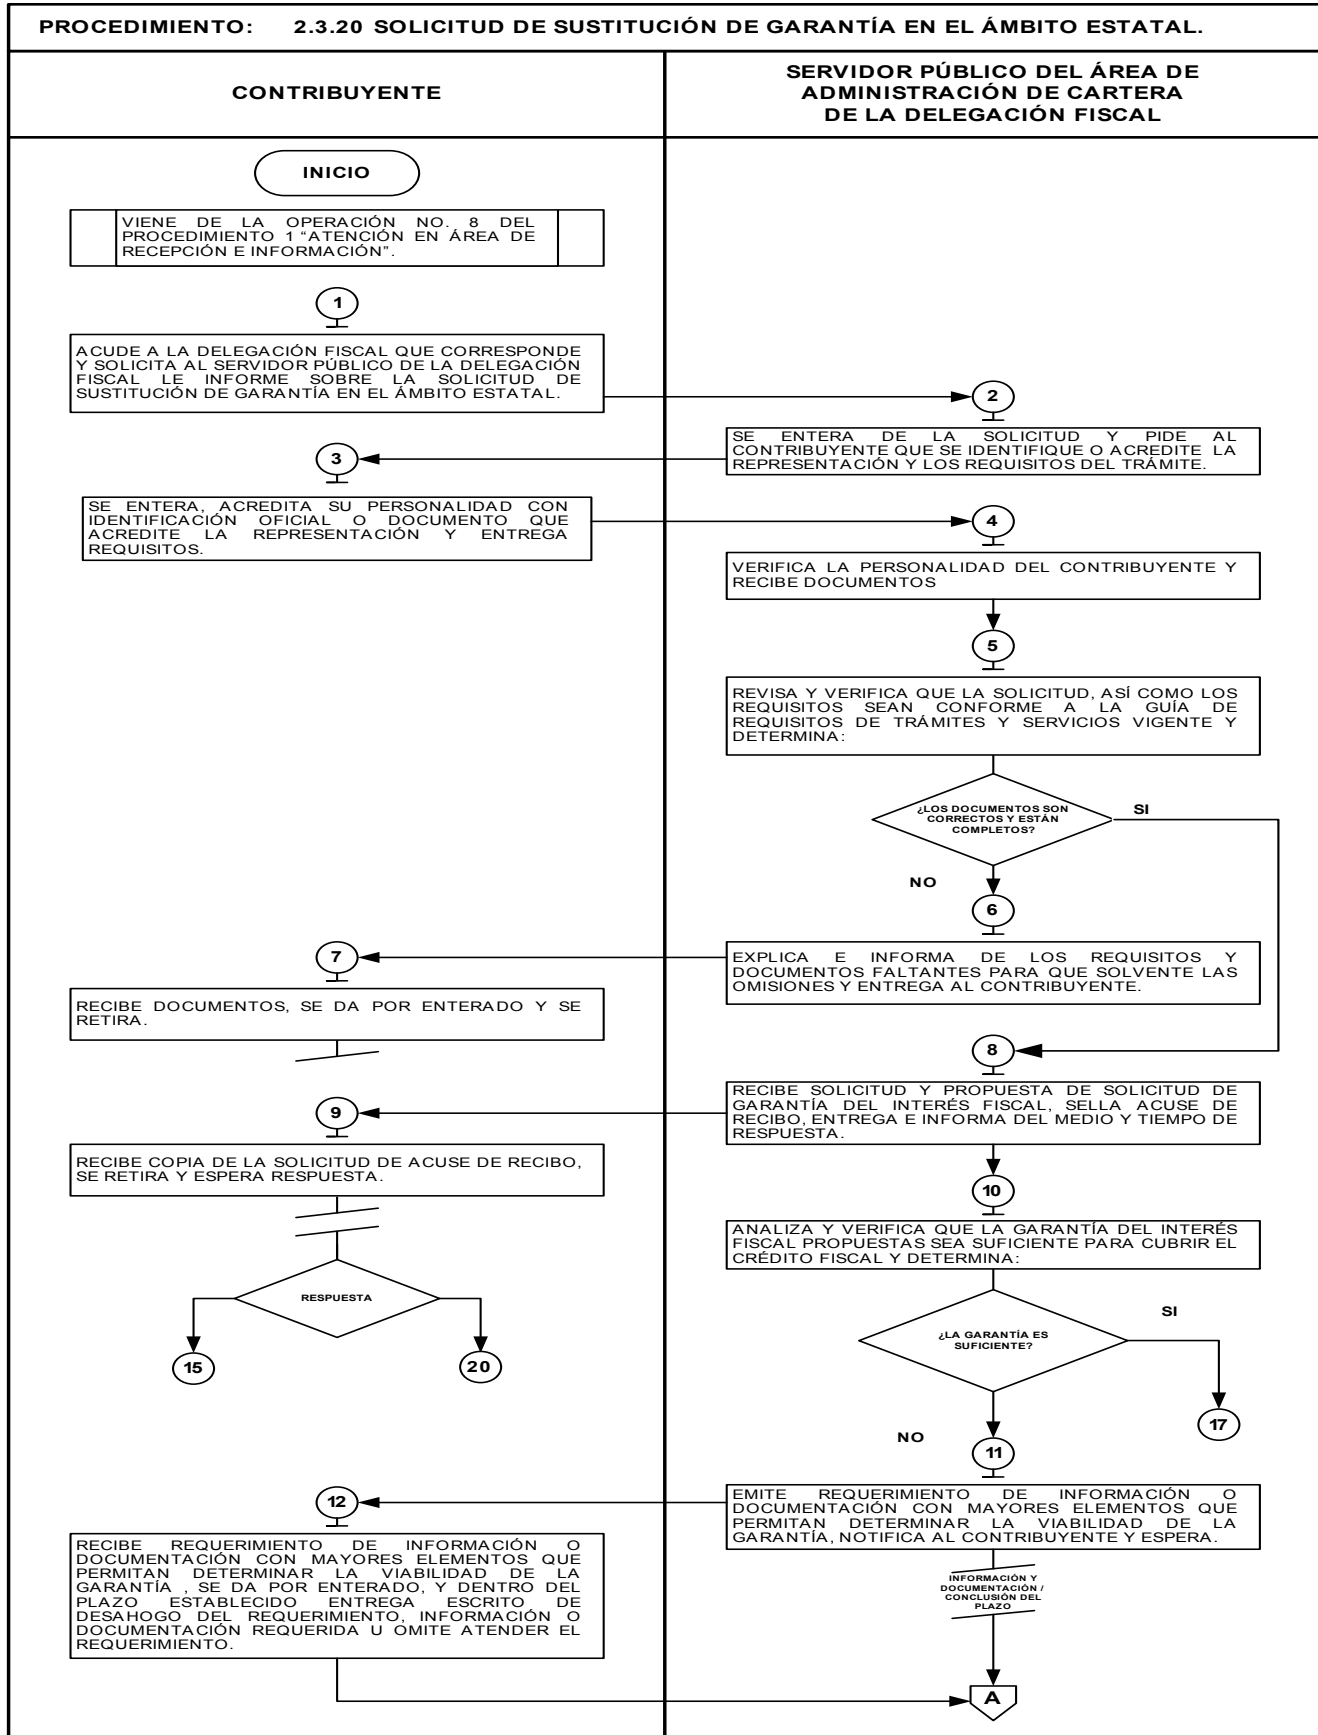 PROCEDIMIENTO: 2.3.20 SOLICITUD DE SUSTITUCIÓN DE GARANTÍA EN EL ÁMBITO ESTATAL.
CONTRIBUYENTE
SERVIDOR PÚBLICO DEL ÁREA DE
ADMINISTRACIÓN DE CARTERA
DE LA DELEGACIÓN FISCAL
INICIO
VIENE DE LA OPERACIÓN NO. 8 DEL
PROCEDIMIENTO 1 “ATENCIÓN EN ÁREA DE
RECEPCIÓN E INFORMACIÓN”.
1
ACUDE A LA DELEGACIÓN FISCAL QUE CORRESPONDE
Y SOLICITA AL SERVIDOR PÚBLICO DE LA DELEGACIÓN
FISCAL LE INFORME SOBRE LA SOLICITUD DE
SUSTITUCIÓN DE GARANTÍA EN EL ÁMBITO ESTATAL.
2
SE ENTERA DE LA SOLICITUD Y PIDE AL
CONTRIBUYENTE QUE SE IDENTIFIQUE O ACREDITE LA
REPRESENTACIÓN Y LOS REQUISITOS DEL TRÁMITE.
3
SE ENTERA, ACREDITA SU PERSONALIDAD CON
IDENTIFICACIÓN OFICIAL O DOCUMENTO QUE
ACREDITE LA REPRESENTACIÓN Y ENTREGA
REQUISITOS.
4
VERIFICA LA PERSONALIDAD DEL CONTRIBUYENTE Y
RECIBE DOCUMENTOS
5
REVISA Y VERIFICA QUE LA SOLICITUD, ASÍ COMO LOS
REQUISITOS SEAN CONFORME A LA GUÍA DE
REQUISITOS DE TRÁMITES Y SERVICIOS VIGENTE Y
DETERMINA:
¿LOS DOCUMENTOS SON
CORRECTOS Y ESTÁN
COMPLETOS?
SI
NO
6
EXPLICA E INFORMA DE LOS REQUISITOS Y
DOCUMENTOS FALTANTES PARA QUE SOLVENTE LAS
OMISIONES Y ENTREGA AL CONTRIBUYENTE.
7
RECIBE DOCUMENTOS, SE DA POR ENTERADO Y SE
RETIRA.
8
RECIBE SOLICITUD Y PROPUESTA DE SOLICITUD DE
GARANTÍA DEL INTERÉS FISCAL, SELLA ACUSE DE
RECIBO, ENTREGA E INFORMA DEL MEDIO Y TIEMPO DE
RESPUESTA.
9
RECIBE COPIA DE LA SOLICITUD DE ACUSE DE RECIBO,
SE RETIRA Y ESPERA RESPUESTA.
RESPUESTA
15
20
10
ANALIZA Y VERIFICA QUE LA GARANTÍA DEL INTERÉS
FISCAL PROPUESTAS SEA SUFICIENTE PARA CUBRIR EL
CRÉDITO FISCAL Y DETERMINA:
¿LA GARANTÍA ES
SUFICIENTE?
SI
17
NO
11
EMITE REQUERIMIENTO DE INFORMACIÓN O
DOCUMENTACIÓN CON MAYORES ELEMENTOS QUE
PERMITAN DETERMINAR LA VIABILIDAD DE LA
GARANTÍA, NOTIFICA AL CONTRIBUYENTE Y ESPERA.
12
RECIBE REQUERIMIENTO DE INFORMACIÓN O
DOCUMENTACIÓN CON MAYORES ELEMENTOS QUE
PERMITAN DETERMINAR LA VIABILIDAD DE LA
GARANTÍA , SE DA POR ENTERADO, Y DENTRO DEL
PLAZO ESTABLECIDO ENTREGA ESCRITO DE
DESAHOGO DEL REQUERIMIENTO, INFORMACIÓN O
DOCUMENTACIÓN REQUERIDA U OMITE ATENDER EL
REQUERIMIENTO.
INFORMACIÓN Y
DOCUMENTACIÓN /
CONCLUSIÓN DEL
PLAZO
A